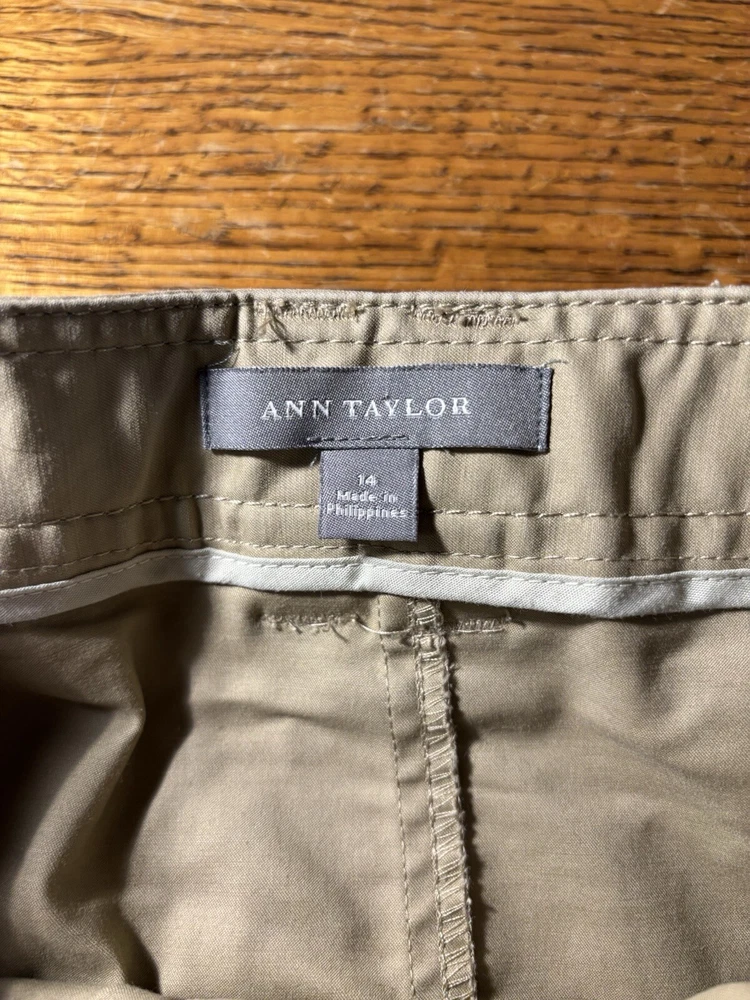 ANN TAYLOR
14
Made in
Philippines